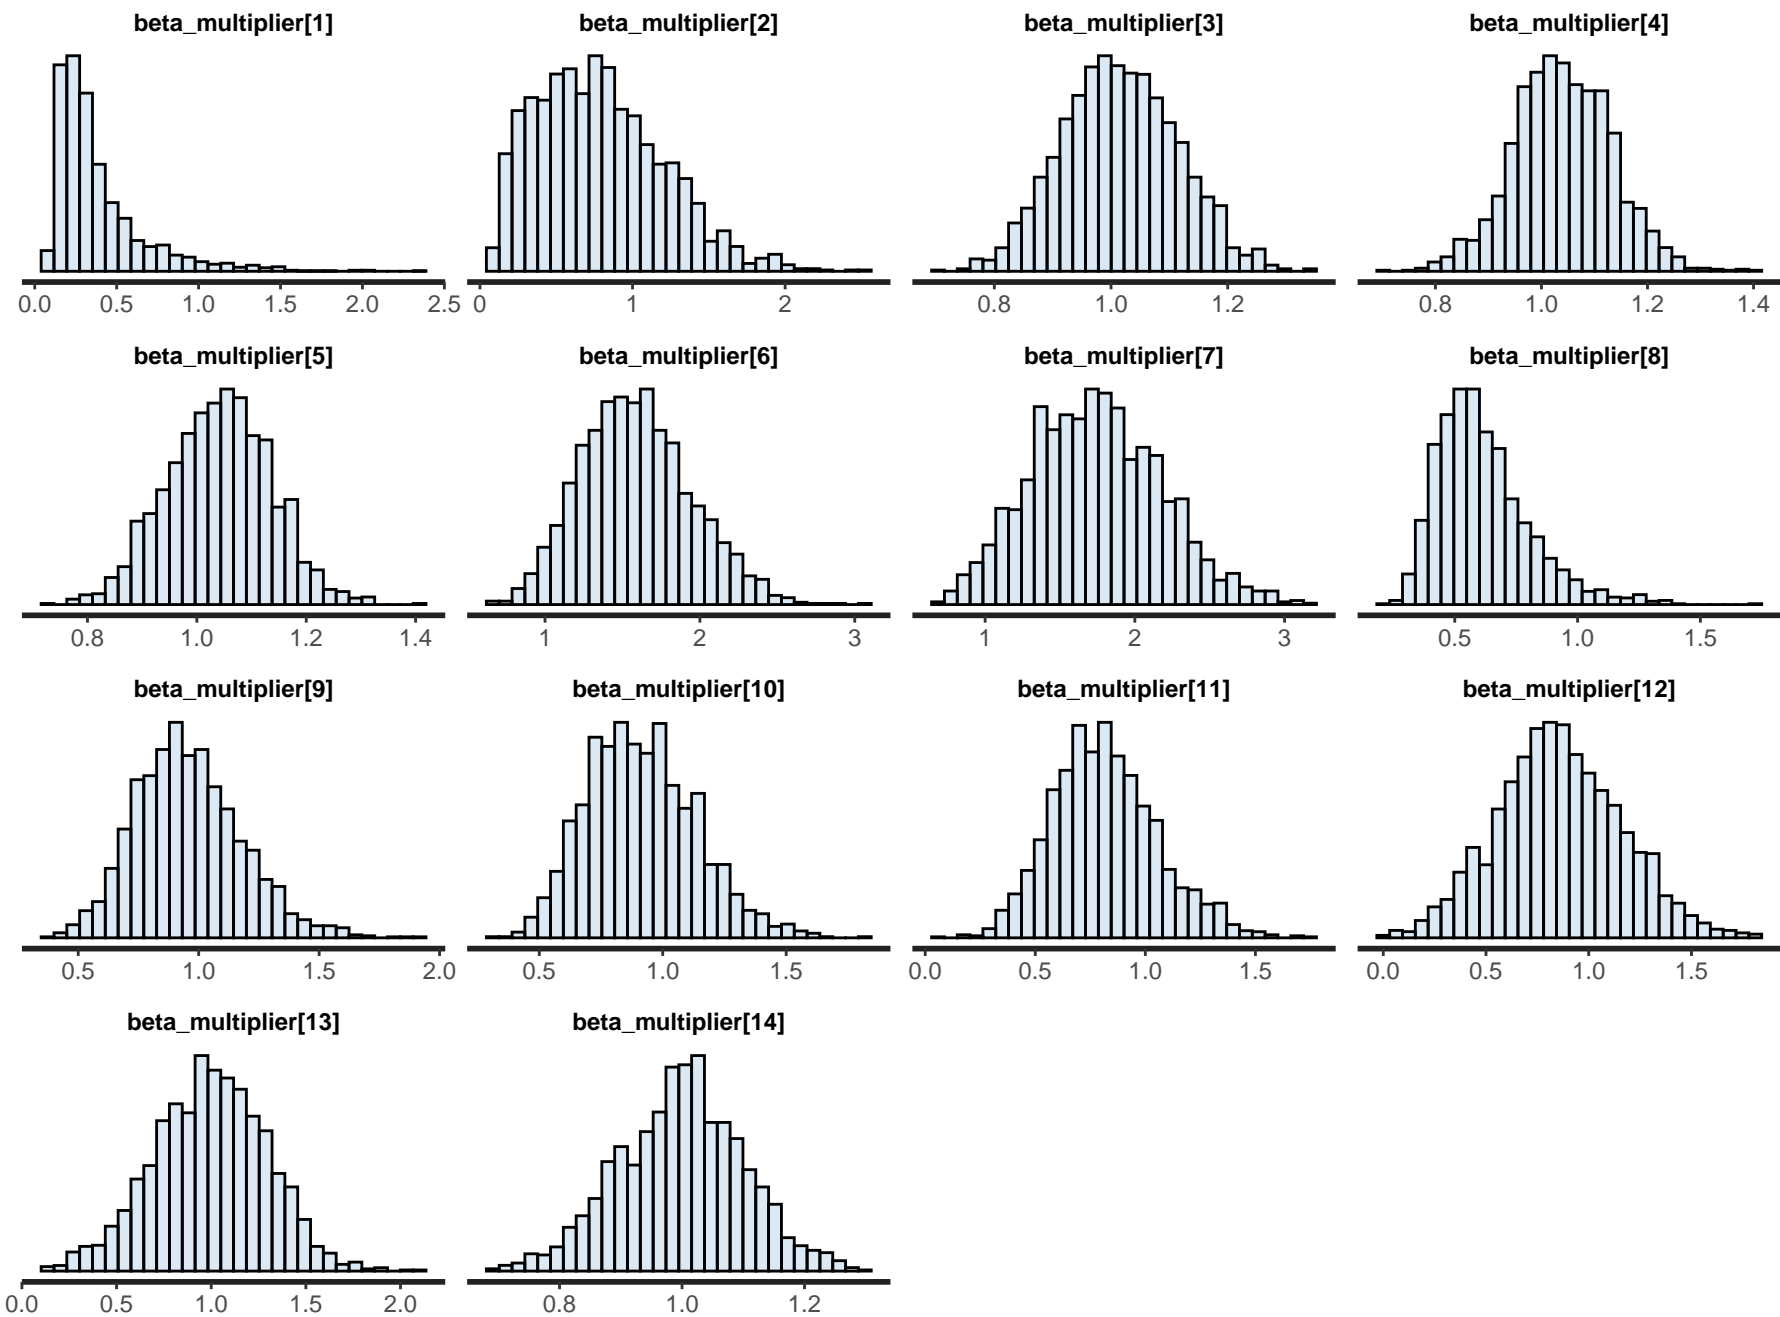 beta_multiplier[1] beta_multiplier[2] beta_multiplier[3] beta_multiplier[4]
0.0 0.5 1.0 1.5 2.0 2.5 0 1 2 0.8 1.0 1.2 0.8 1.0 1.2 1.4
beta_multiplier[5] beta_multiplier[6] beta_multiplier[7] beta_multiplier[8]
0.8 1.0 1.2 1.4 1 2 3 1 2 3 0.5 1.0 1.5
beta_multiplier[9] beta_multiplier[10] beta_multiplier[11] beta_multiplier[12]
0.5 1.0 1.5 2.0 0.5 1.0 1.5 0.0 0.5 1.0 1.5 0.0 0.5 1.0 1.5
beta_multiplier[13] beta_multiplier[14]
0.0 0.5 1.0 1.5 2.0 0.8 1.0 1.2